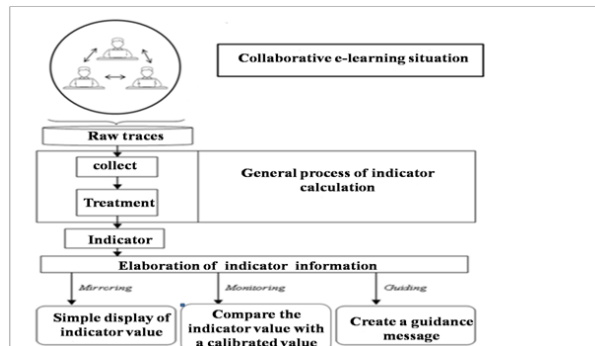 Collaborative e-learning situation
Raw traces
collect
General process of indicator
calculation
Treatment
Indicator
Elaboration of indicator information
Mirroring
Monitoring
Guiding
Simple display of
indicator value
Compare the
indicator value with
a calibrated value
Create a guidance
message